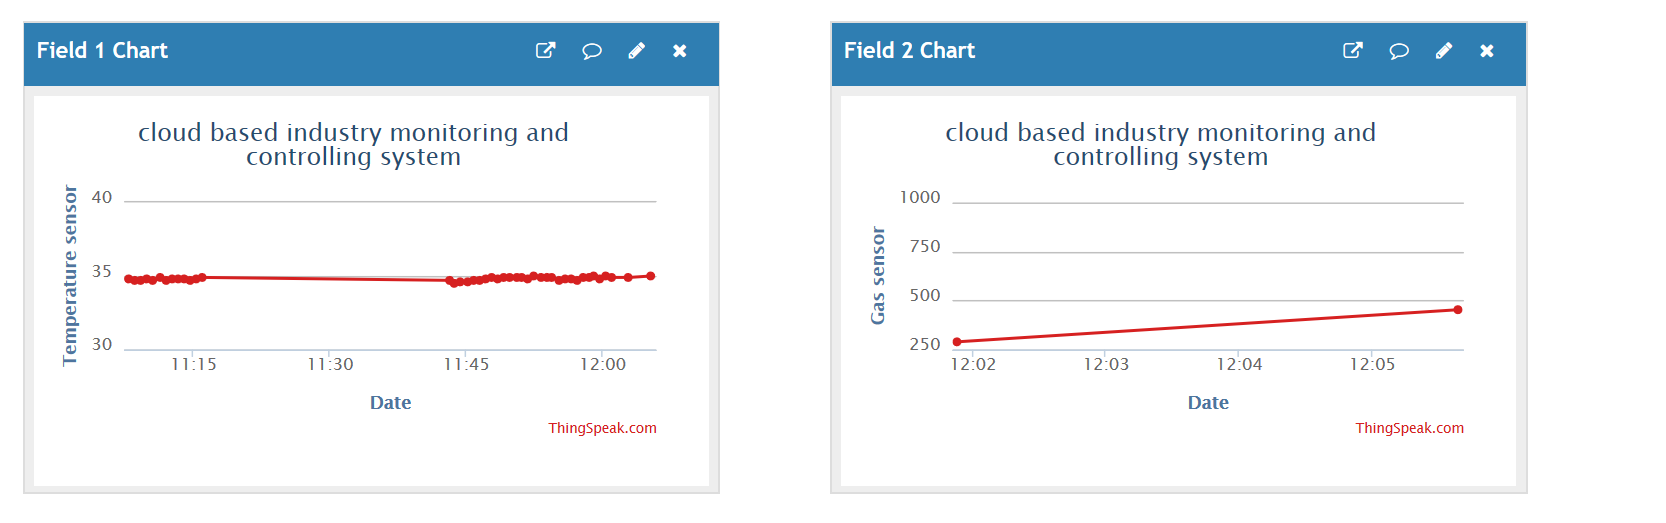 Field 1 Chart
cloud based industry monitoring and
controlling system
Temperature sensor
40
35
30
11:15 11:30 11:45 12:00
Date
ThingSpeak.com
Field 2 Chart
cloud based industry monitoring and
controlling system
Gas sensor
1000
750
500
250
12:02 12:03 12:04 12:05
Date
ThingSpeak.com